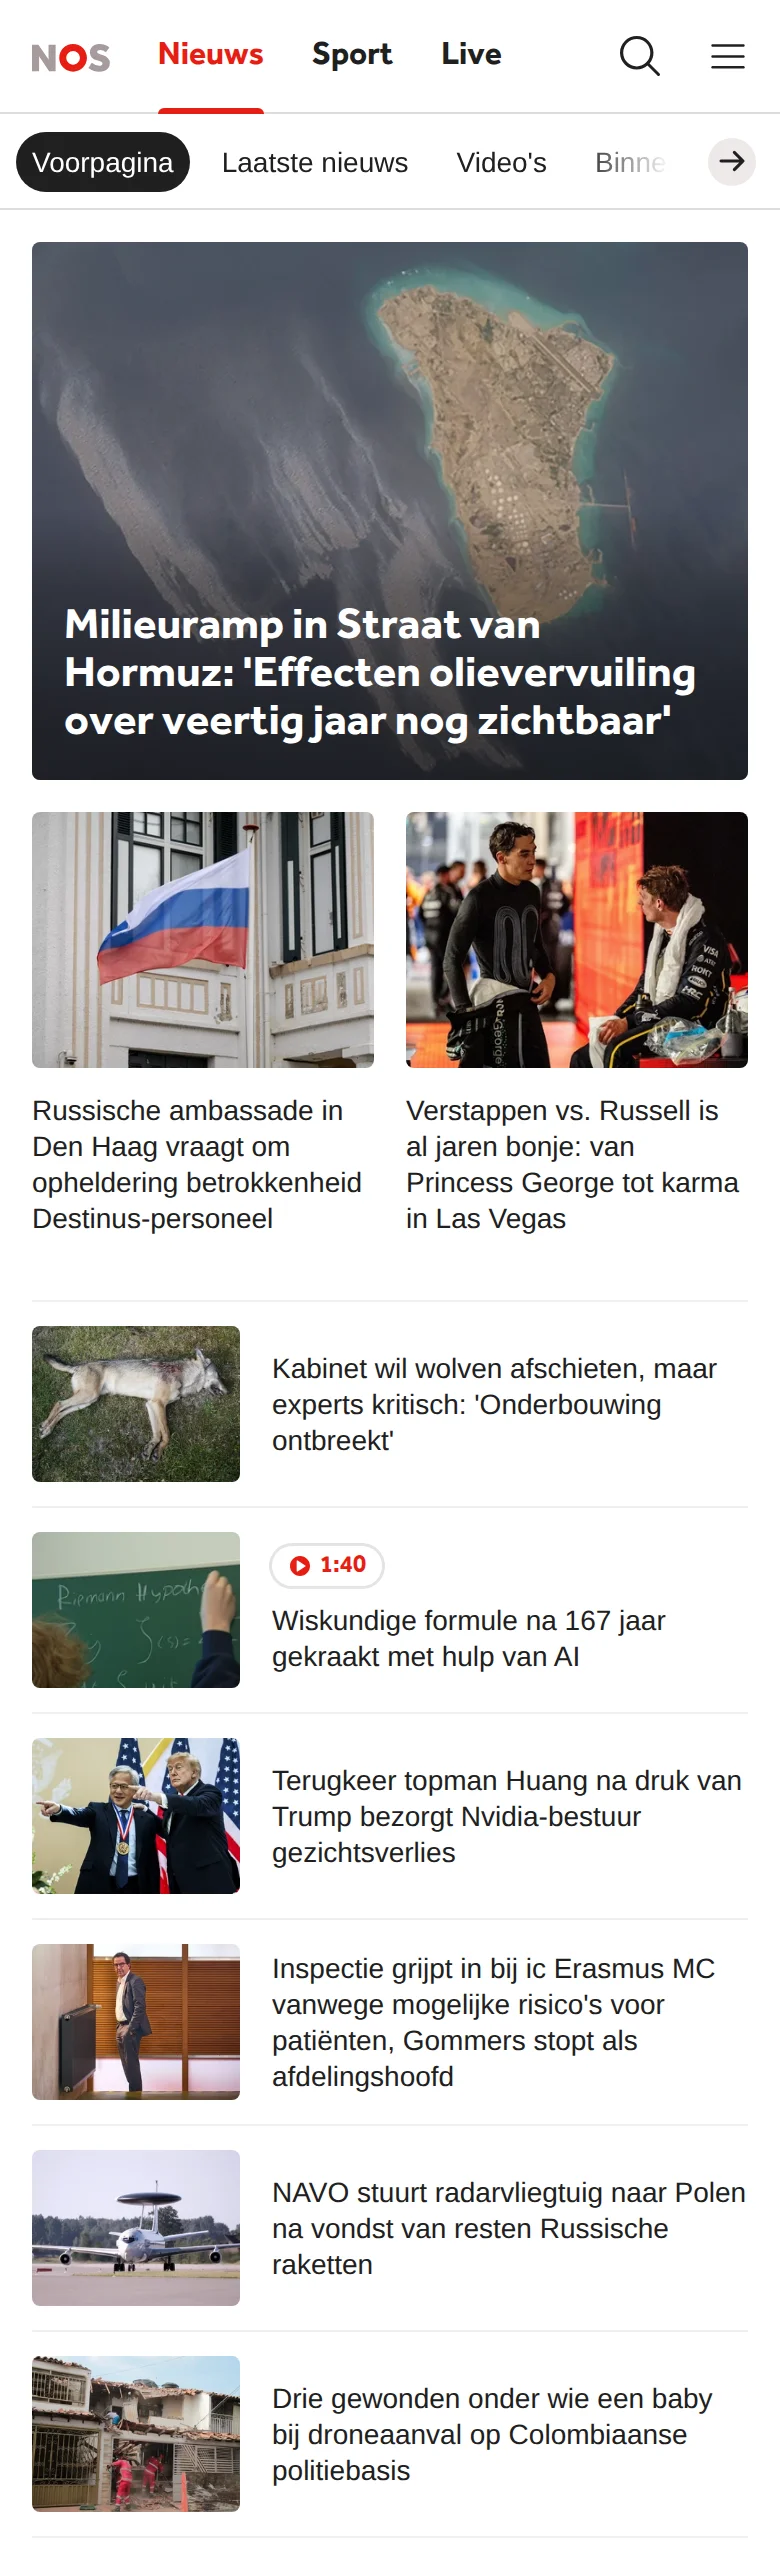 NOS
Nieuws
Sport
Live
Voorpagina
Laatste nieuws
Video's
Binne
Milieuramp in Straat van
Hormuz: 'Effecten olievervuiling
over veertig jaar nog zichtbaar'
VISA
HRC
George
Russische ambassade in
Den Haag vraagt om
opheldering betrokkenheid
Destinus-personeel
Verstappen vs. Russell is
al jaren bonje: van
Princess George tot karma
in Las Vegas
Kabinet wil wolven afschieten, maar
experts kritisch: 'Onderbouwing
ontbreekt'
Riemann Hypothe
ζ(s)=
1:40
Wiskundige formule na 167 jaar
gekraakt met hulp van AI
Terugkeer topman Huang na druk van
Trump bezorgt Nvidia-bestuur
gezichtsverlies
Inspectie grijpt in bij ic Erasmus MC
vanwege mogelijke risico's voor
patiënten, Gommers stopt als
afdelingshoofd
NAVO stuurt radarvliegtuig naar Polen
na vondst van resten Russische
raketten
Drie gewonden onder wie een baby
bij droneaanval op Colombiaanse
politiebasis